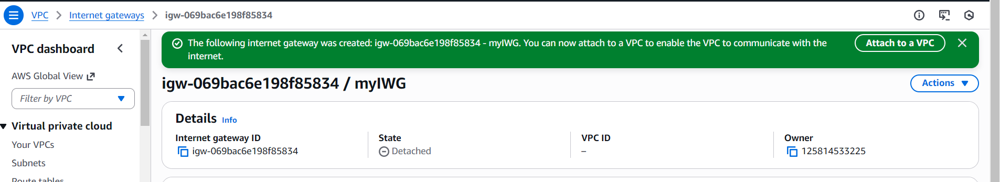 VPC > Internet gateways > igw-069bac6e198f85834
VPC dashboard
AWS Global View
Filter by VPC
Virtual private cloud
Your VPCs
Subnets
Route tables
The following internet gateway was created: igw-069bac6e198f85834 - myIWG. You can now attach to a VPC to enable the VPC to communicate with the
internet.
Attach to a VPC
igw-069bac6e198f85834 / myIWG
Actions
Details Info
Internet gateway ID
igw-069bac6e198f85834
State
Detached
VPC ID
–
Owner
125814533225